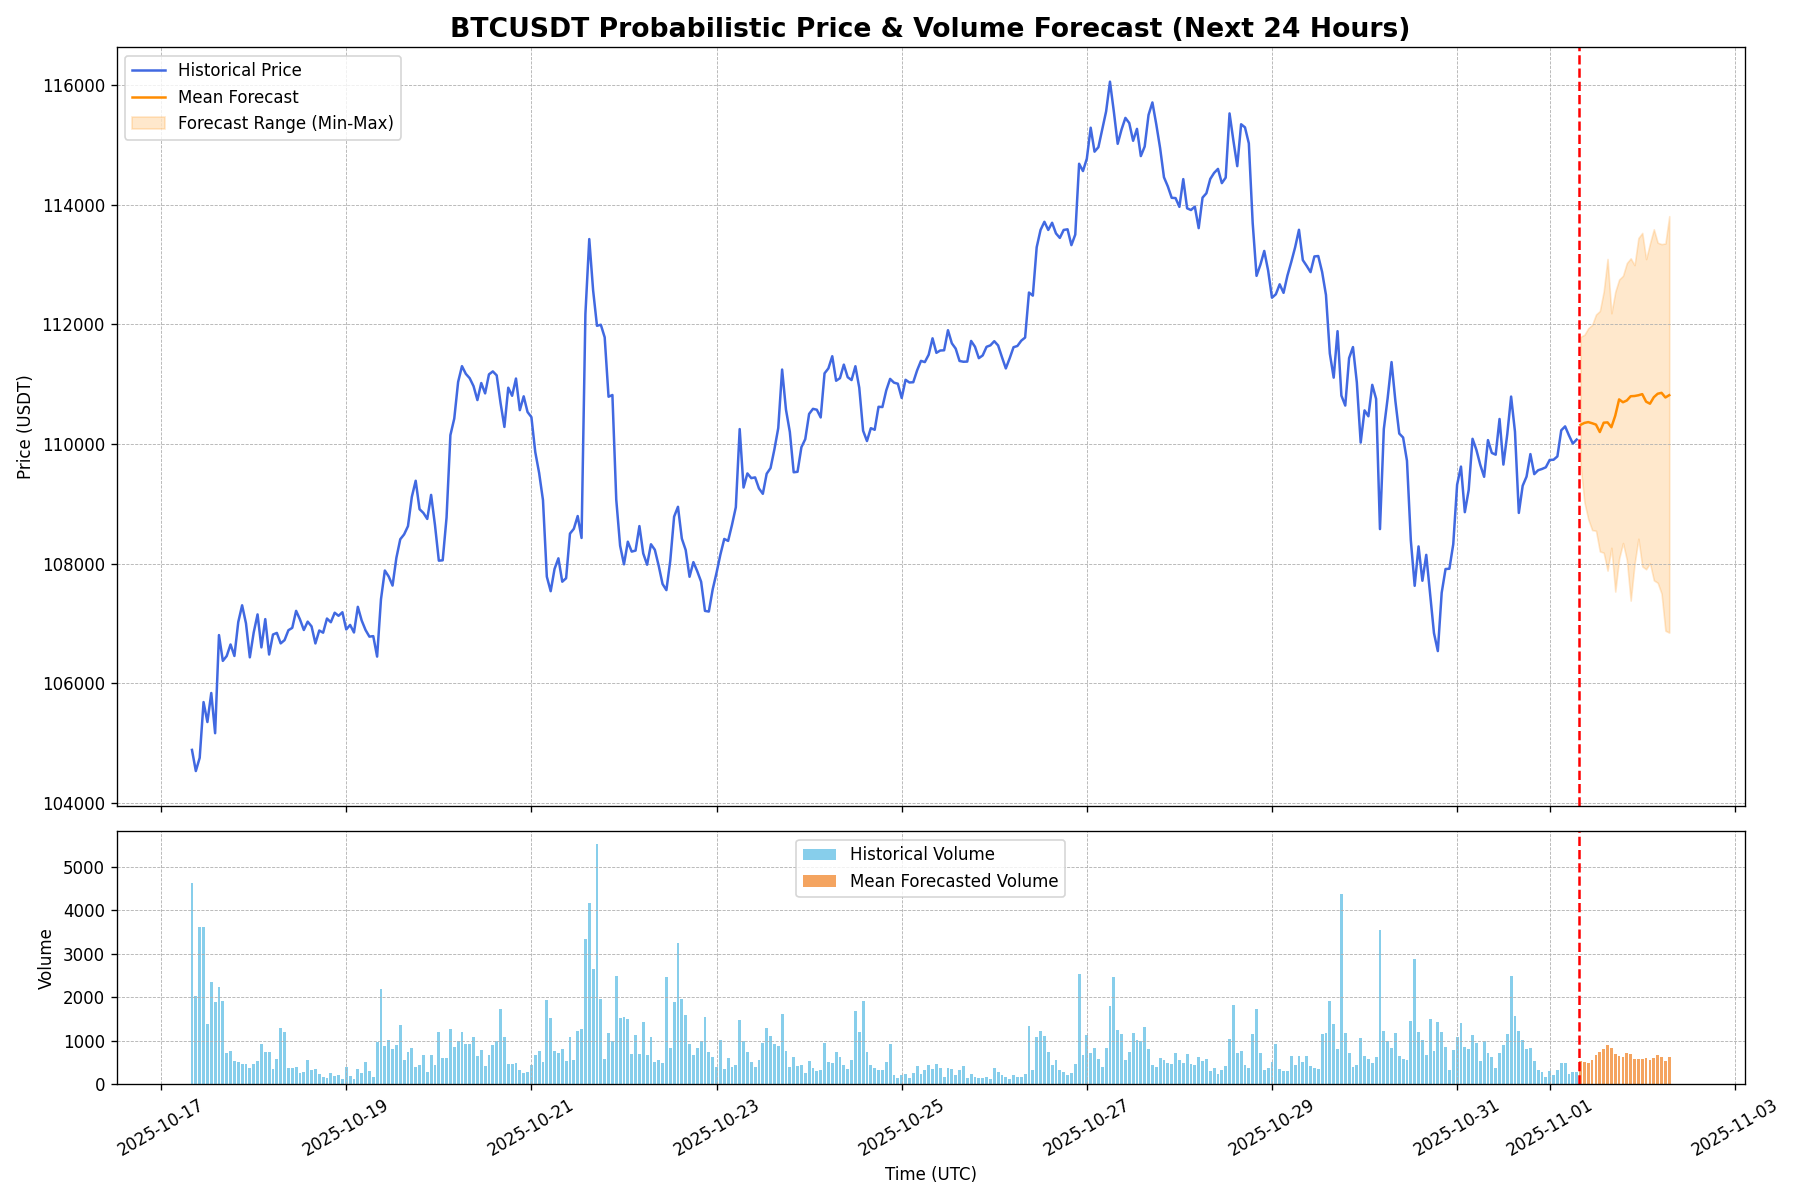 BTCUSDT Probabilistic Price & Volume Forecast (Next 24 Hours)
Historical Price
Mean Forecast
Forecast Range (Min-Max)
Price (USDT)
116000
114000
112000
110000
108000
106000
104000
Historical Volume
Mean Forecasted Volume
Volume
5000
4000
3000
2000
1000
0
2025-10-17
2025-10-19
2025-10-21
2025-10-23
2025-10-25
2025-10-27
2025-10-29
2025-10-31
2025-11-01
2025-11-03
Time (UTC)